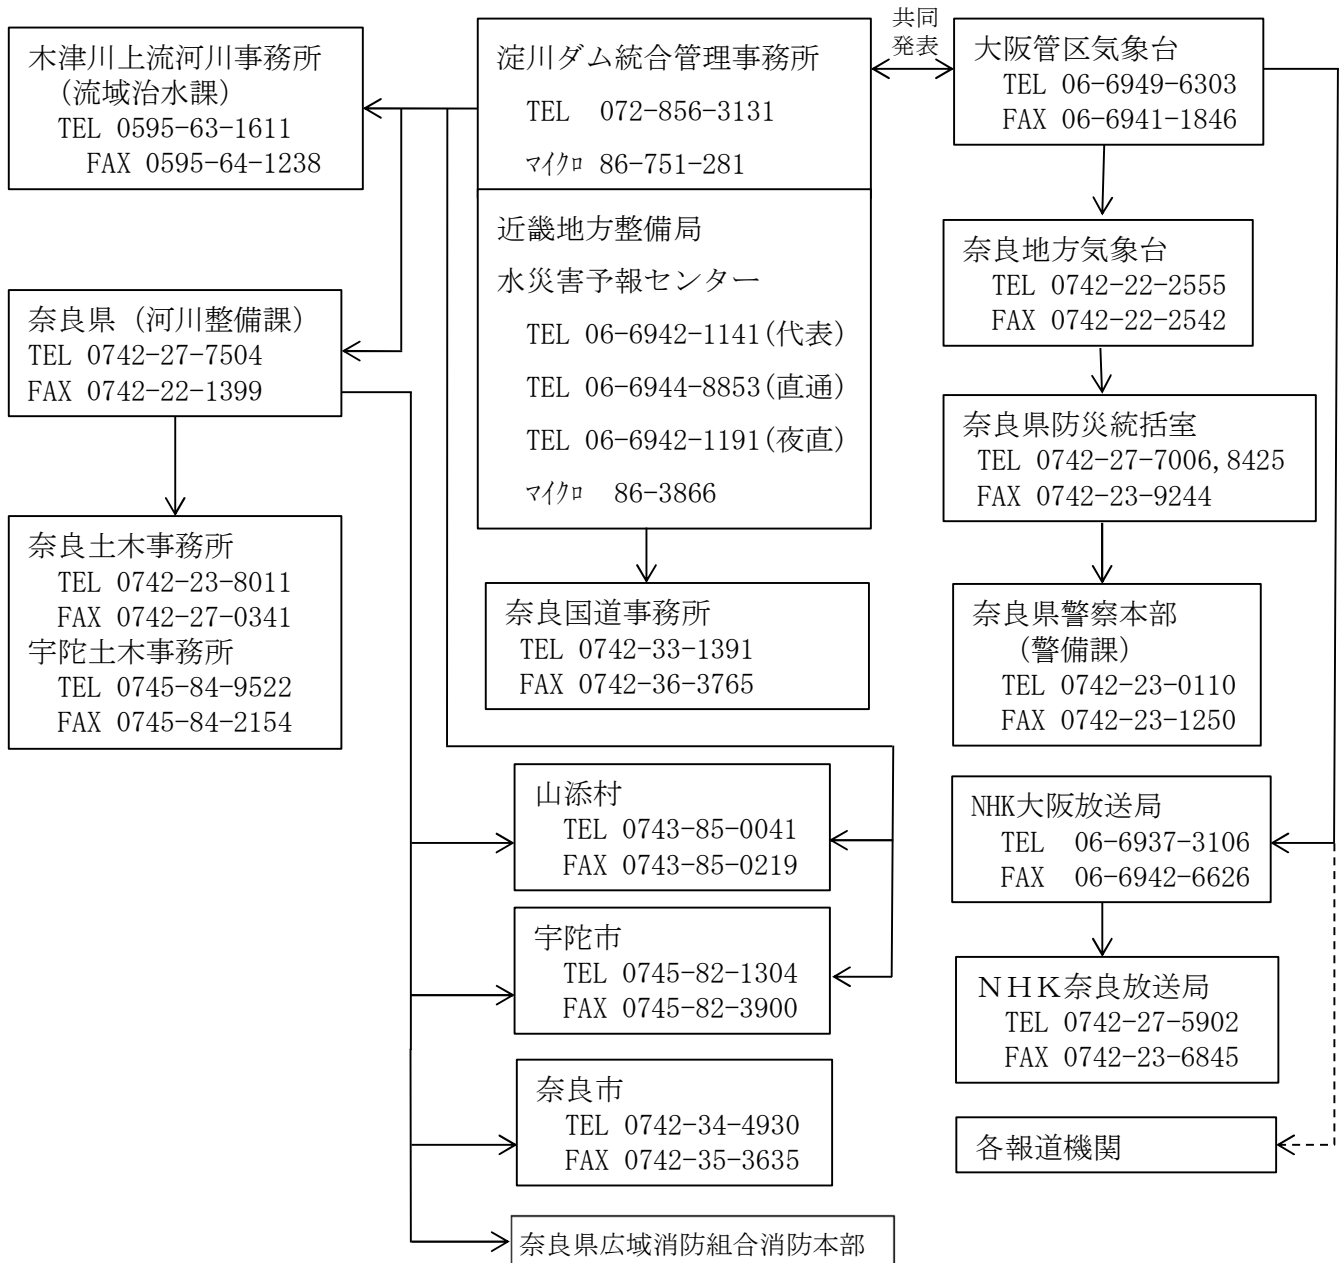 木津川上流河川事務所
(流域治水課)
TEL 0595-63-1611
FAX 0595-64-1238
淀川ダム統合管理事務所
TEL 072-856-3131
マイクロ 86-751-281
近畿地方整備局
水災害予報センター
TEL 06-6942-1141(代表)
TEL 06-6944-8853(直通)
TEL 06-6942-1191(夜直)
マイクロ 86-3866
共同
発表
大阪管区気象台
TEL 06-6949-6303
FAX 06-6941-1846
奈良地方気象台
TEL 0742-22-2555
FAX 0742-22-2542
奈良県防災統括室
TEL 0742-27-7006,8425
FAX 0742-23-9244
奈良県警察本部
(警備課)
TEL 0742-23-0110
FAX 0742-23-1250
奈良県(河川整備課)
TEL 0742-27-7504
FAX 0742-22-1399
奈良土木事務所
TEL 0742-23-8011
FAX 0742-27-0341
宇陀土木事務所
TEL 0745-84-9522
FAX 0745-84-2154
奈良国道事務所
TEL 0742-33-1391
FAX 0742-36-3765
山添村
TEL 0743-85-0041
FAX 0743-85-0219
宇陀市
TEL 0745-82-1304
FAX 0745-82-3900
奈良市
TEL 0742-34-4930
FAX 0742-35-3635
奈良県広域消防組合消防本部
NHK大阪放送局
TEL 06-6937-3106
FAX 06-6942-6626
NHK奈良放送局
TEL 0742-27-5902
FAX 0742-23-6845
各報道機関